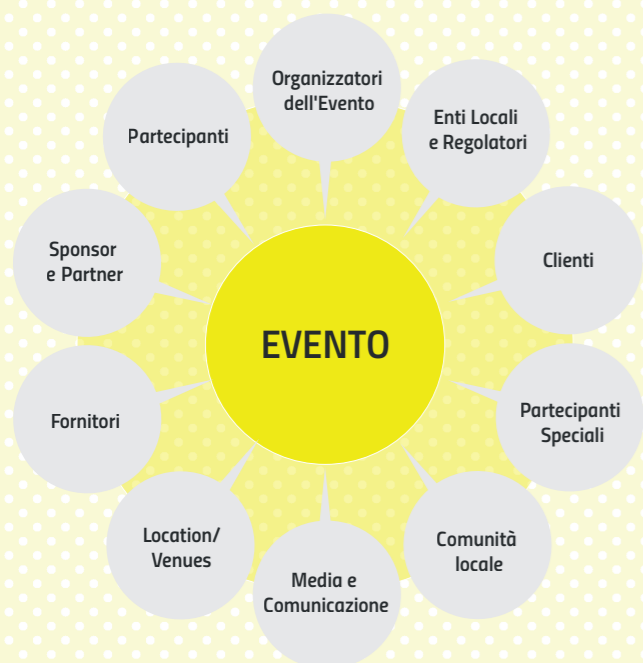 Organizzatori
dell'Evento
Enti Locali
e Regolatori
Partecipanti
Clienti
Sponsor
e Partner
EVENTO
Partecipanti
Speciali
Fornitori
Comunità
locale
Location/
Venues
Media e
Comunicazione